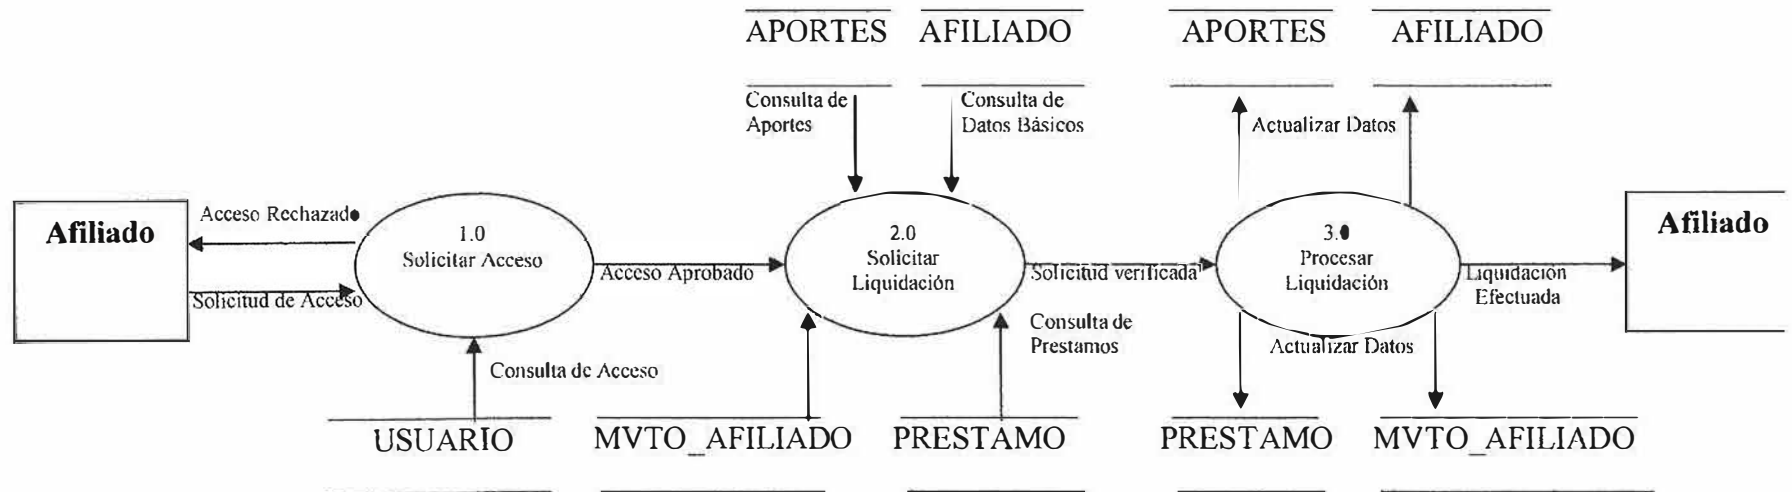 APORTES AFILIADO APORTES AFILIADO
Consulta de
Aportes
Consulta de
Datos Básicos
Actualizar Datos
Afiliado
Acceso Rechazado
Solicitud de Acceso
1.0
Solicitar Acceso
Acceso Aprobado
2.0
Solicitar
Liquidación
Solicitud verificada
3.0
Procesar
Liquidación
Liquidación
Efectuada
Afiliado
Consulta de Acceso
Consulta de
Prestamos
Actualizar Datos
USUARIO MVTO_AFILIADO PRESTAMO PRESTAMO MVTO_AFILIADO